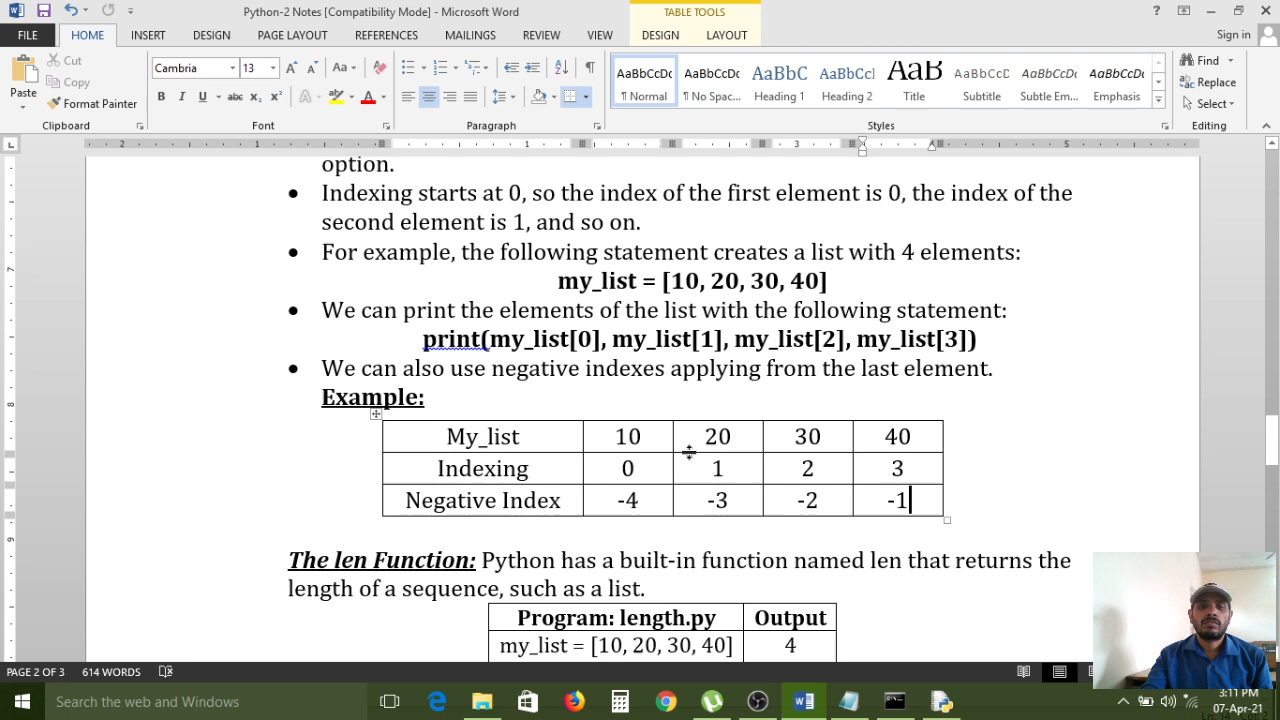 Python-2 Notes [Compatibility Mode] - Microsoft Word
TABLE TOOLS
?
FILE HOME INSERT DESIGN PAGE LAYOUT REFERENCES MAILINGS REVIEW VIEW DESIGN LAYOUT Sign in
Paste
Cut
Copy
Format Painter
Clipboard
Cambria 13
Font
Paragraph
AaBbCcDc AaBbCcDc AaBbC AaBbCcl AaB AaBbCcD AaBbCcDc AaBbCcDc
¶ Normal ¶ No Spac... Heading 1 Heading 2 Title Subtitle Subtle Em... Emphasis
Styles
Find
Replace
Select
Editing
option.
• Indexing starts at 0, so the index of the first element is 0, the index of the
second element is 1, and so on.
• For example, the following statement creates a list with 4 elements:
my_list = [10, 20, 30, 40]
• We can print the elements of the list with the following statement:
print(my_list[0], my_list[1], my_list[2], my_list[3])
• We can also use negative indexes applying from the last element.
Example:
My_list 10 20 30 40
Indexing 0 1 2 3
Negative Index -4 -3 -2 -1
The len Function: Python has a built-in function named len that returns the
length of a sequence, such as a list.
Program: length.py Output
my_list = [10, 20, 30, 40] 4
PAGE 2 OF 3 614 WORDS
Search the web and Windows
3:11 PM
07-Apr-21